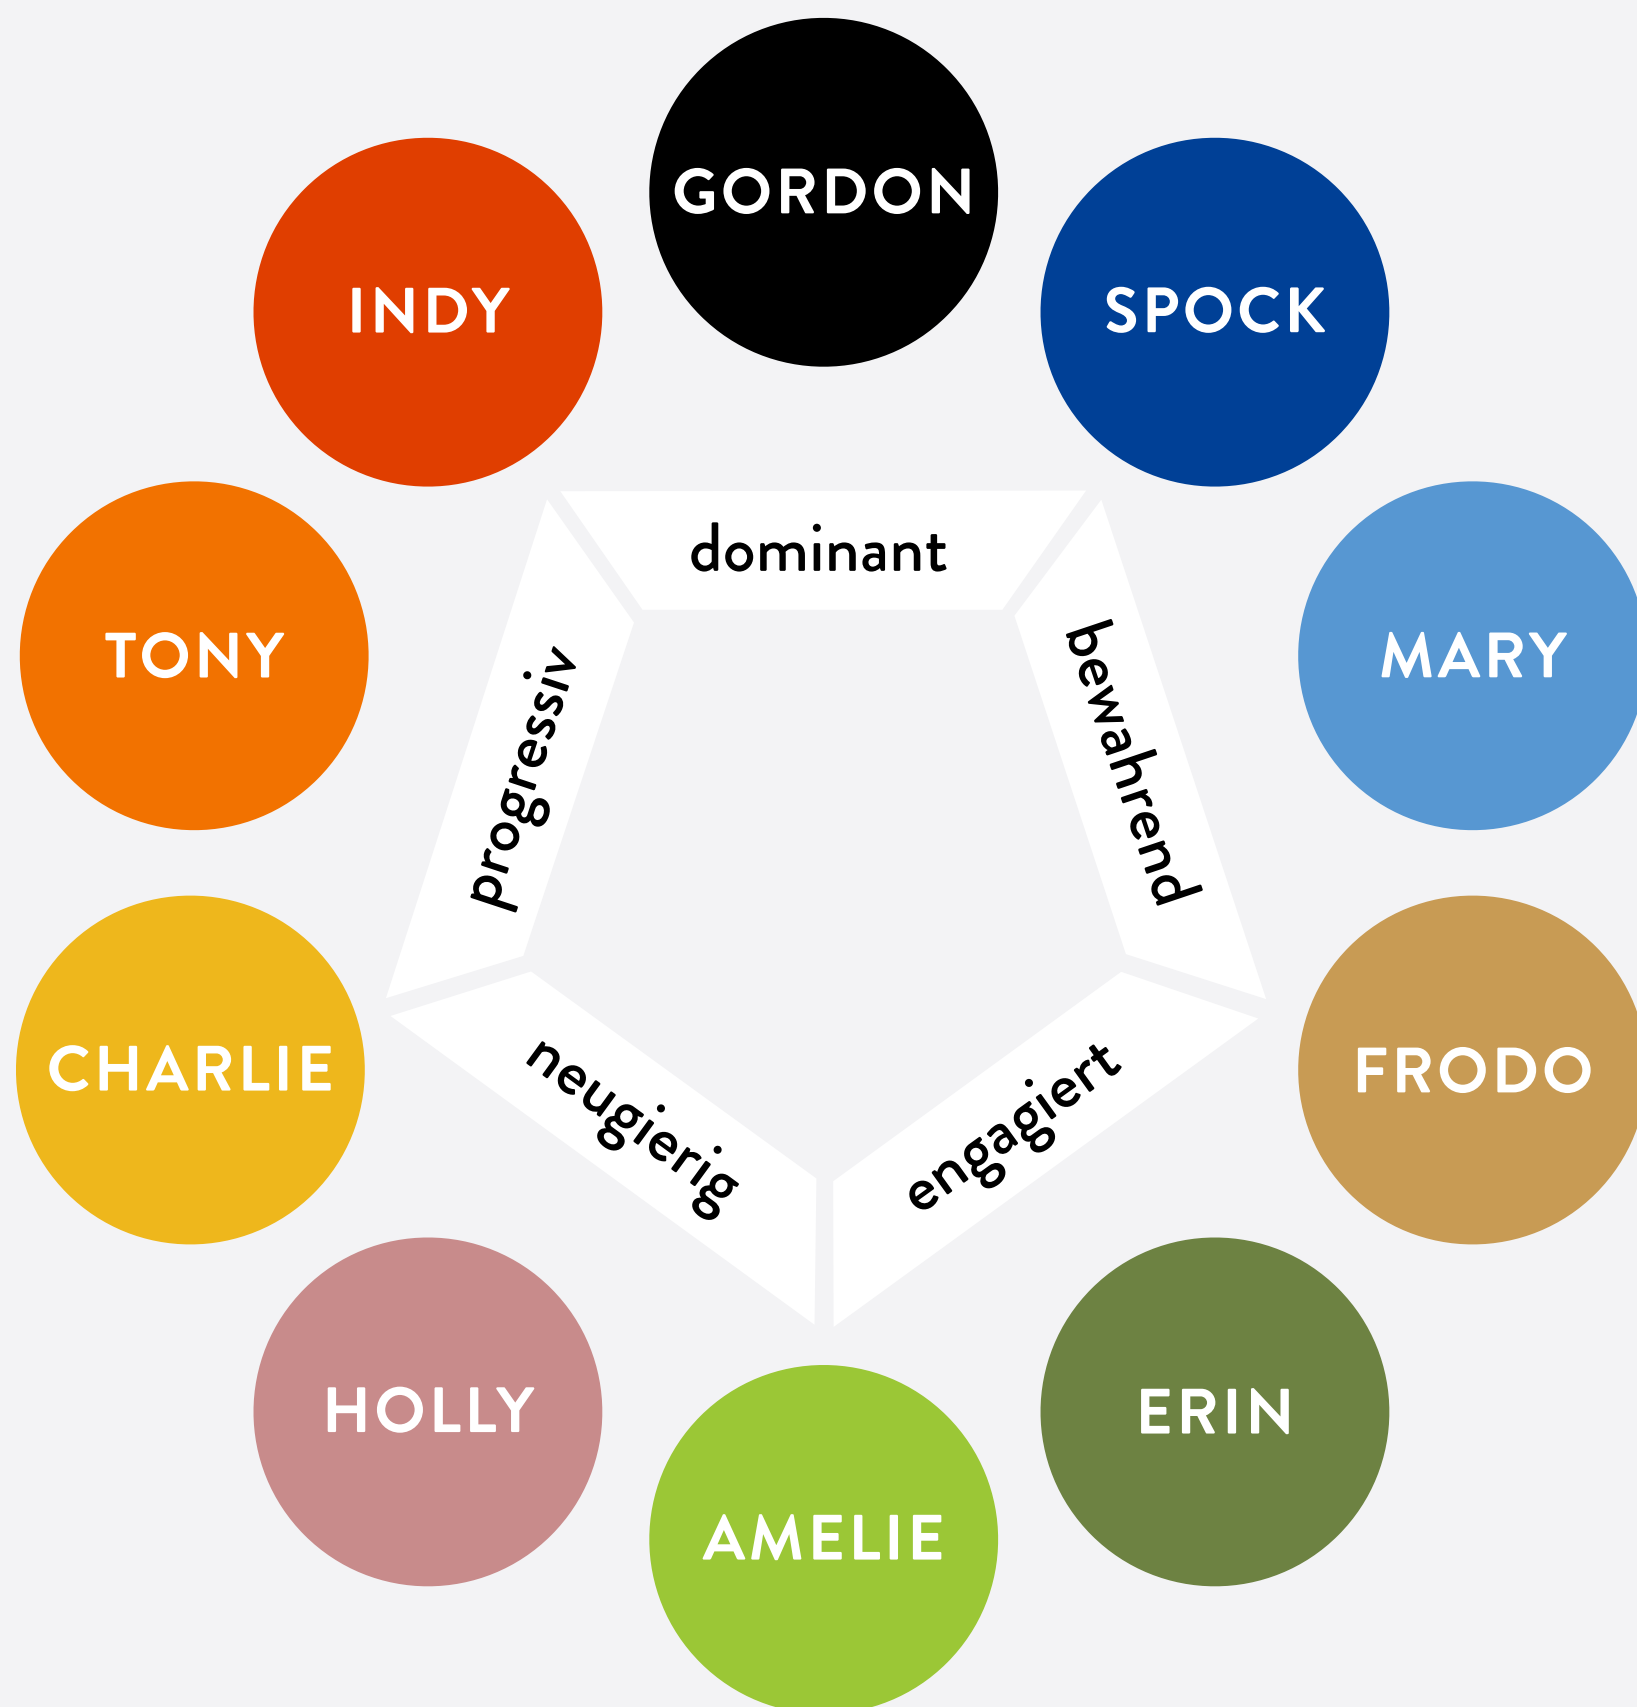 GORDON
INDY
SPOCK
dominant
TONY
MARY
progressiv
bewahrend
CHARLIE
FRODO
neugierig
engagiert
HOLLY
ERIN
AMELIE